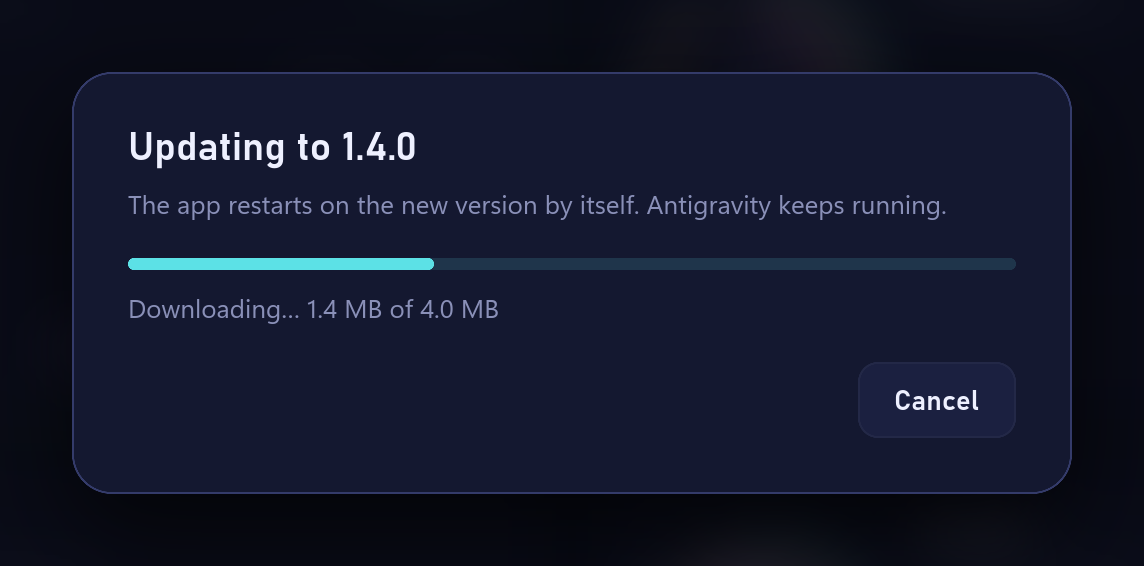 Updating to 1.4.0
The app restarts on the new version by itself. Antigravity keeps running.
Downloading... 1.4 MB of 4.0 MB
Cancel